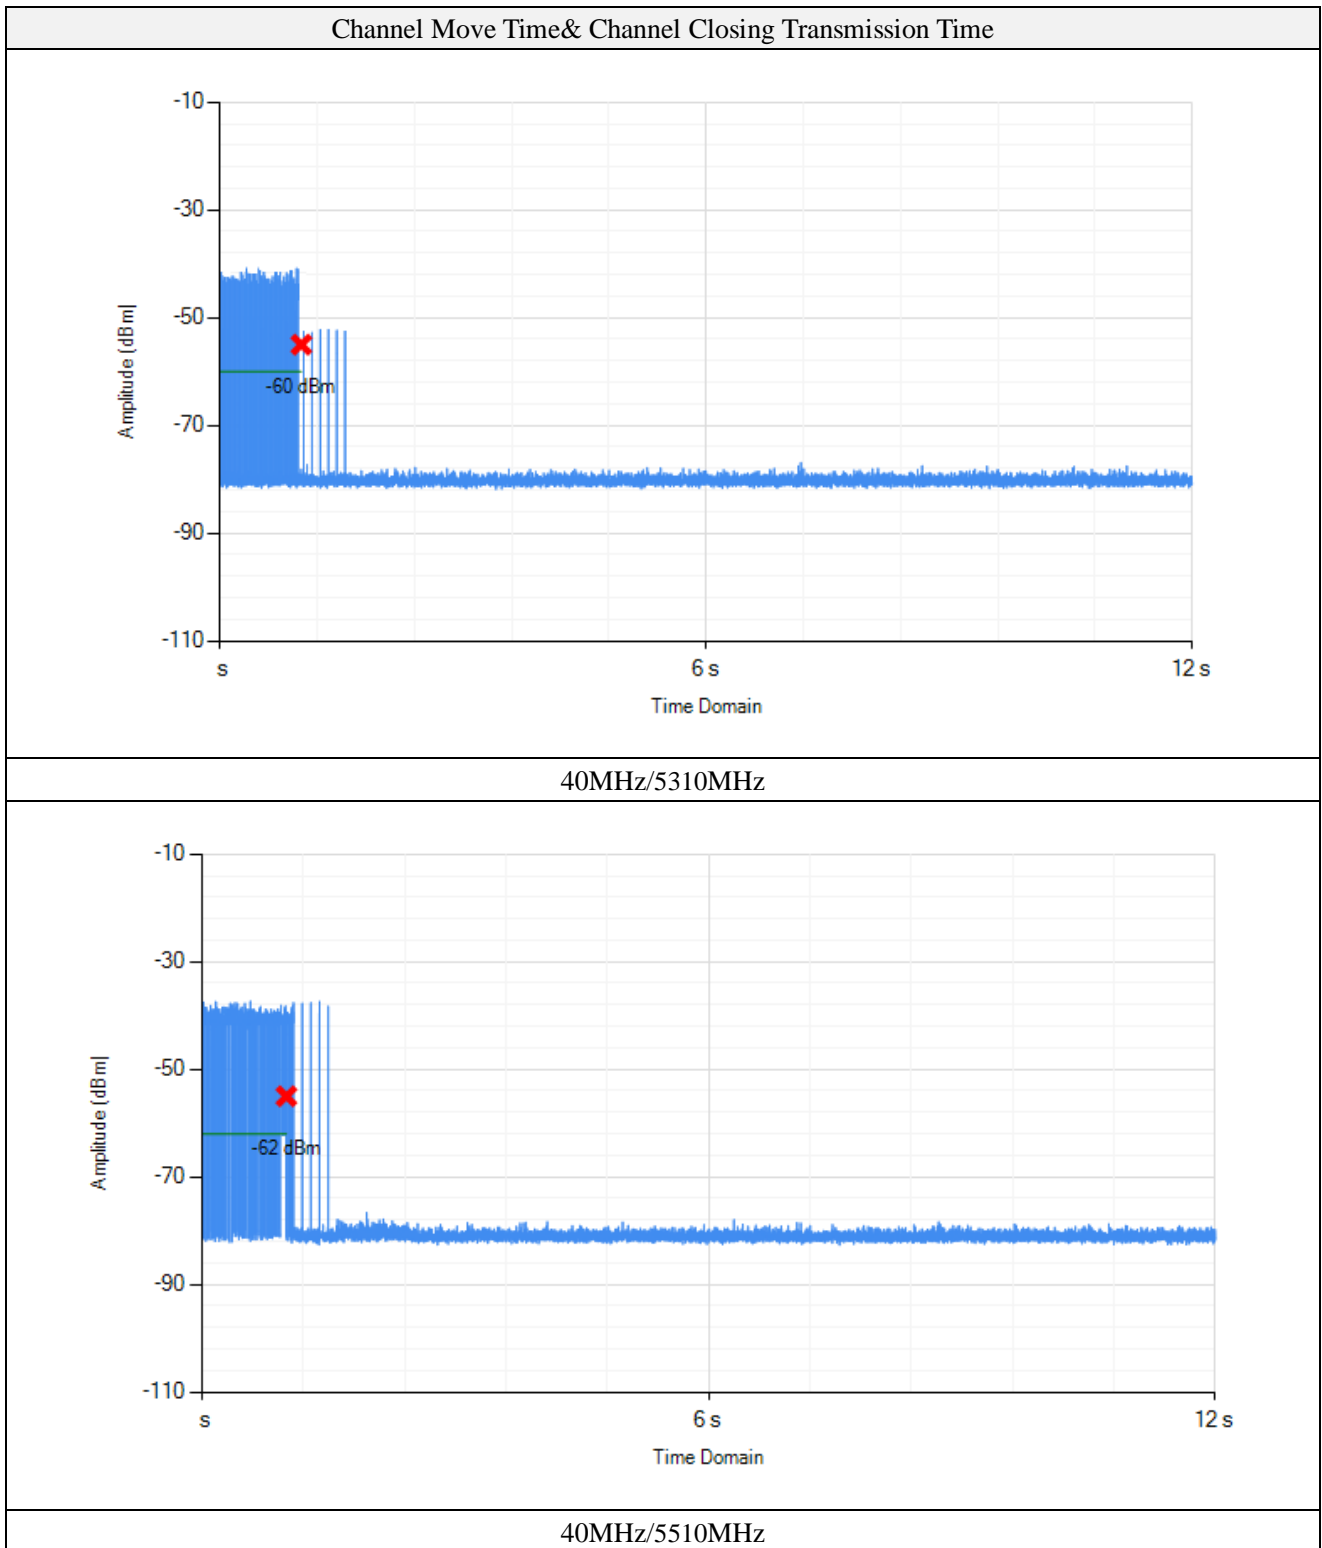 Channel Move Time& Channel Closing Transmission Time
-10
-30
-50
-70
-90
-110
Amplitude [dBm]
-60 dBm
s
6 s
12 s
Time Domain
40MHz/5310MHz
-10
-30
-50
-70
-90
-110
Amplitude [dBm]
-62 dBm
s
6 s
12 s
Time Domain
40MHz/5510MHz